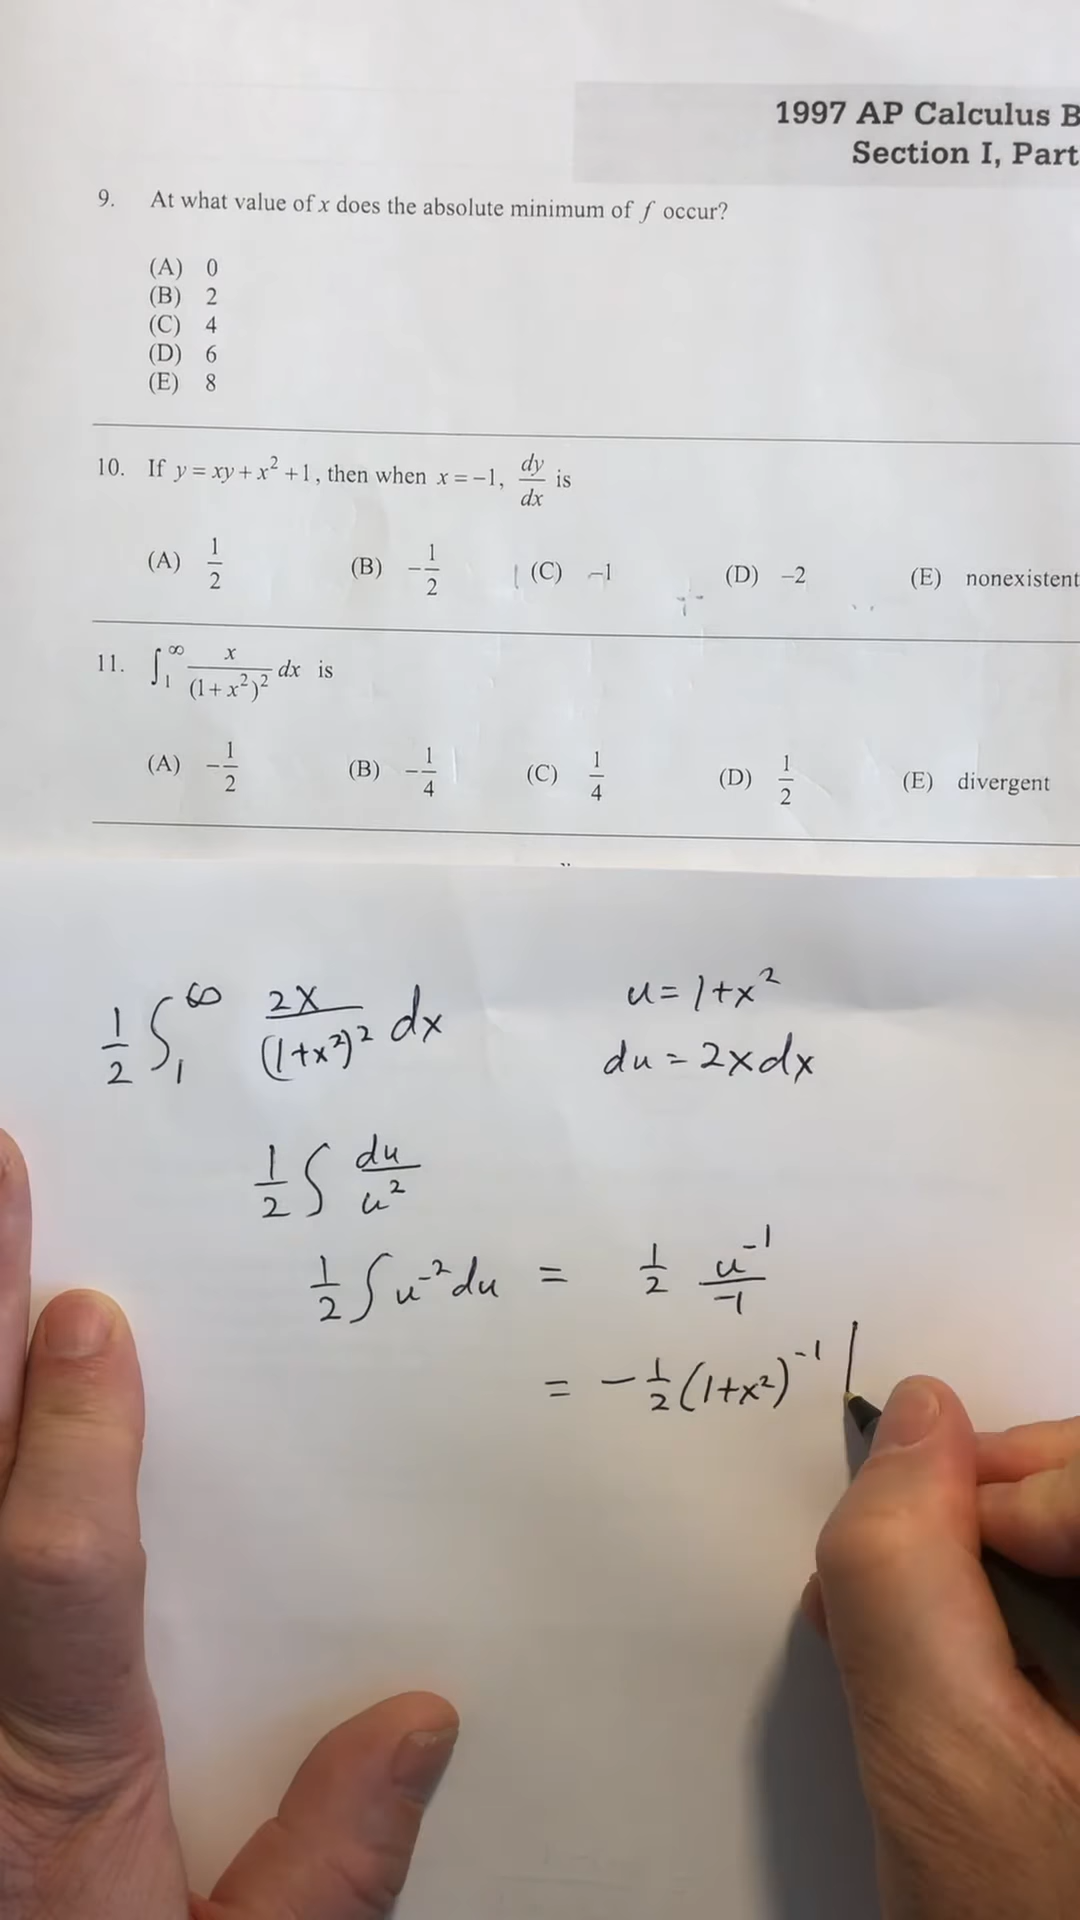 1997 AP Calculus B
Section I, Part
9. At what value of x does the absolute minimum of f occur?
(A) 0
(B) 2
(C) 4
(D) 6
(E) 8
10. If y = xy + x² + 1, then when x = −1, dy/dx is
(A) 1/2 (B) −1/2 (C) −1 (D) −2 (E) nonexistent
11. ∫₁^∞ x/(1+x²)² dx is
(A) −1/2 (B) −1/4 (C) 1/4 (D) 1/2 (E) divergent
1/2 ∫₁^∞ 2x/(1+x²)² dx u = 1+x²
du = 2xdx
1/2 ∫ du/u²
1/2 ∫ u⁻² du = 1/2 u⁻¹/−1
= −1/2 (1+x²)⁻¹ |